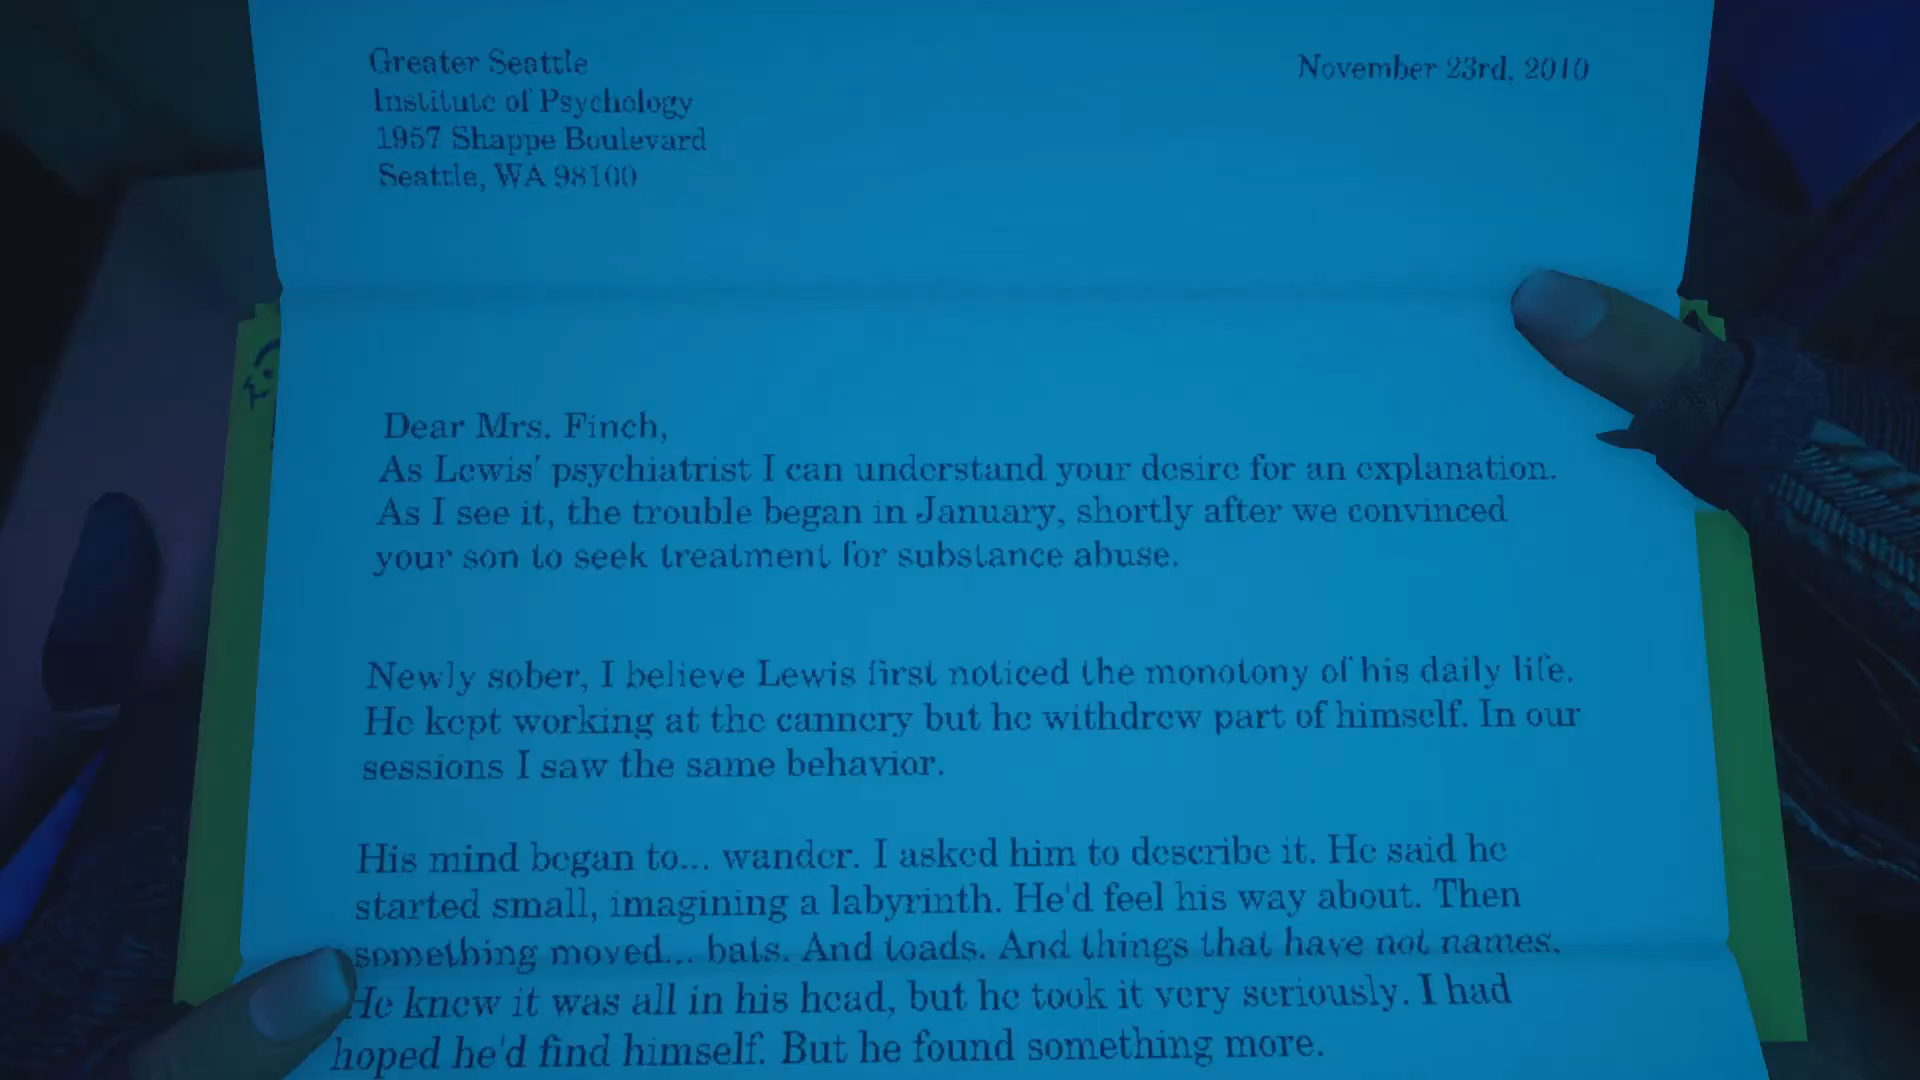 Greater Seattle
Institute of Psychology
1957 Shappe Boulevard
Seattle, WA 98100
November 23rd, 2010
Dear Mrs. Finch,
As Lewis' psychiatrist I can understand your desire for an explanation.
As I see it, the trouble began in January, shortly after we convinced
your son to seek treatment for substance abuse.
Newly sober, I believe Lewis first noticed the monotony of his daily life.
He kept working at the cannery but he withdrew part of himself. In our
sessions I saw the same behavior.
His mind began to... wander. I asked him to describe it. He said he
started small, imagining a labyrinth. He'd feel his way about. Then
something moved... bats. And toads. And things that have not names.
He knew it was all in his head, but he took it very seriously. I had
hoped he'd find himself. But he found something more.